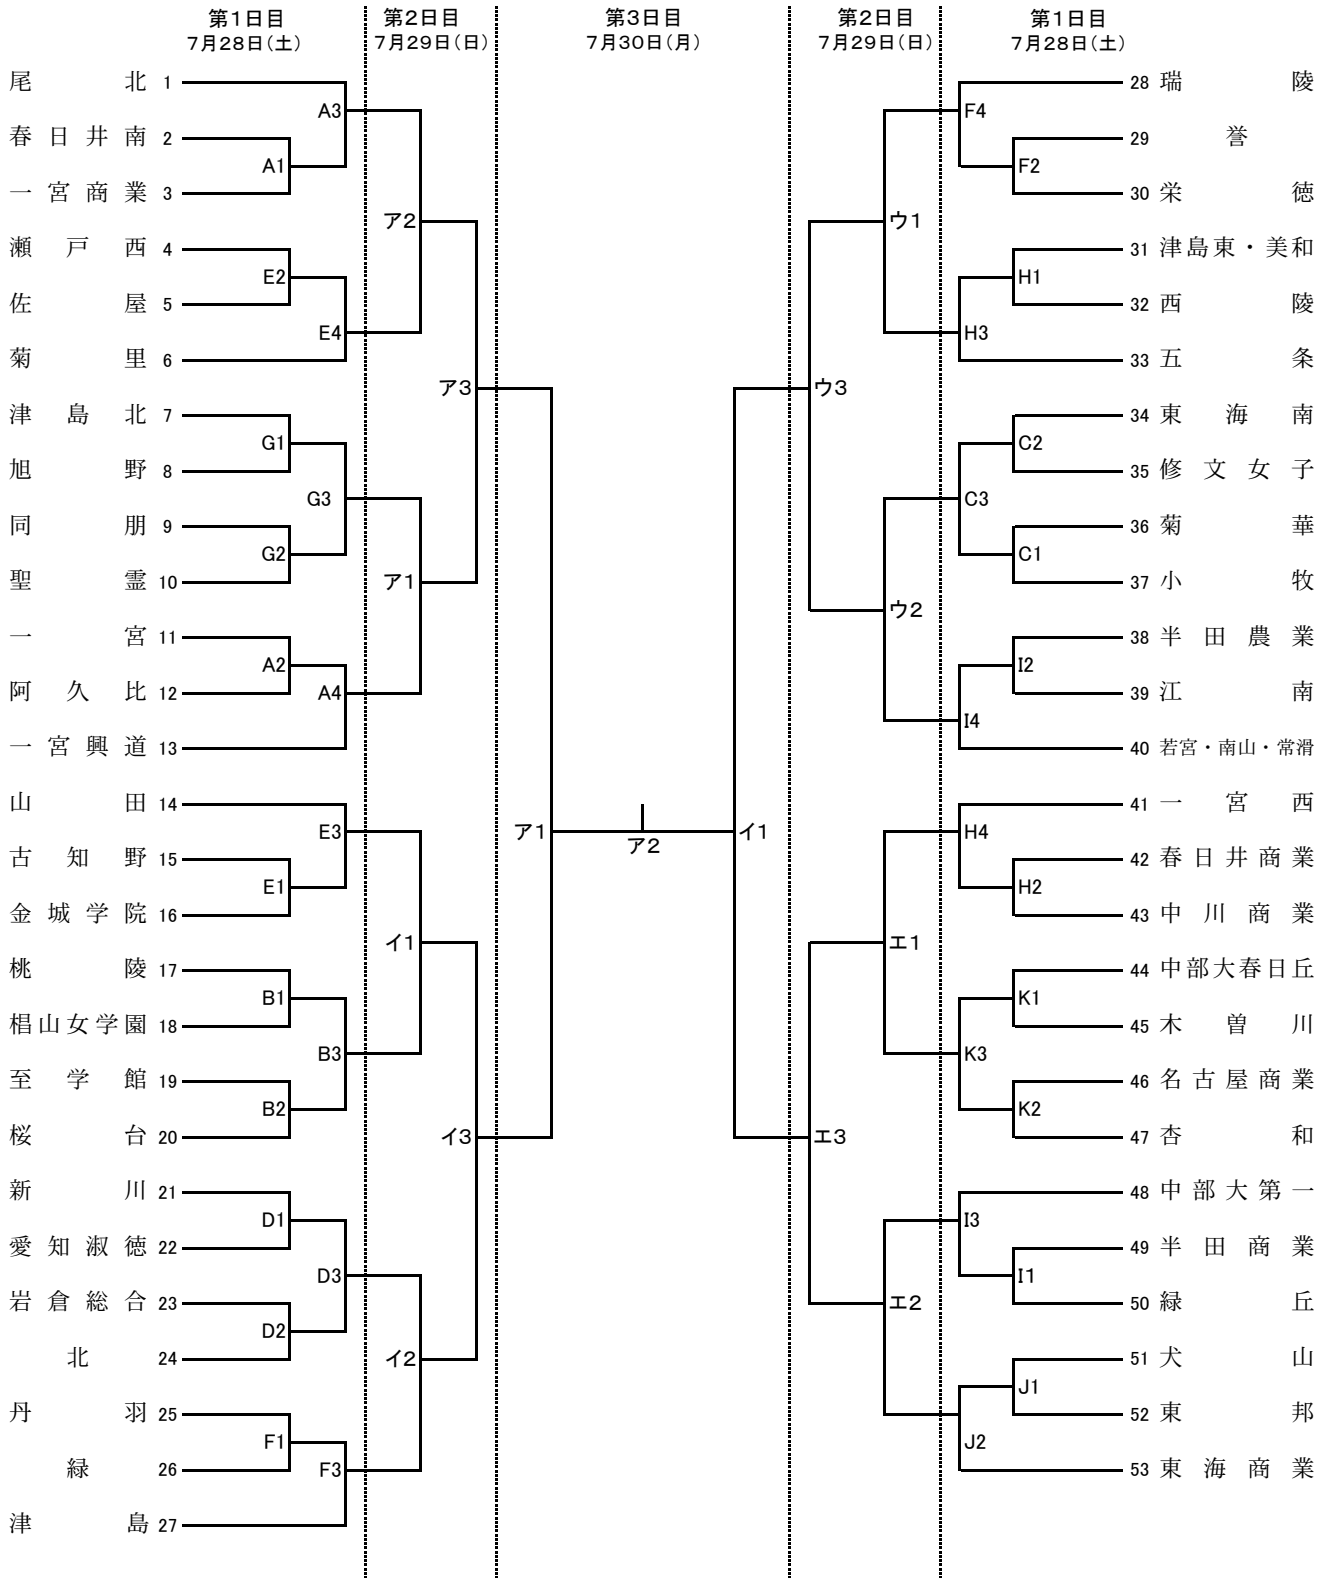 第1日目 第2日目 第3日目 第2日目 第1日目
7月28日(土) 7月29日(日) 7月30日(月) 7月29日(日) 7月28日(土)
尾北 1 28 瑞陵
A3 F4
春日井南 2 29 誉
A1 F2
一宮商業 3 30 栄徳
ア2 ウ1
瀬戸西 4 31 津島東・美和
E2 H1
佐屋 5 32 西陵
E4 H3
菊里 6 33 五条
ア3 ウ3
津島北 7 34 東海南
G1 C2
旭野 8 35 修文女子
G3 C3
同朋 9 36 菊華
G2 C1
聖霊 10 ア1 37 小牧
ウ2
一宮 11 38 半田農業
A2 I2
阿久比 12 A4 39 江南
I4
一宮興道 13 40 若宮・南山・常滑
山田 14 41 一宮西
E3 ア1 ア2 イ1 H4
古知野 15 42 春日井商業
E1 H2
金城学院 16 43 中川商業
イ1 エ1
桃陵 17 44 中部大春日丘
B1 K1
椙山女学園 18 45 木曽川
B3 K3
至学館 19 46 名古屋商業
B2 K2
桜台 20 イ3 エ3 47 杏和
新川 21 48 中部大第一
D1 I3
愛知淑徳 22 49 半田商業
D3 I1
岩倉総合 23 エ2 50 緑丘
D2
北 24 イ2 51 犬山
J1
丹羽 25 52 東邦
F1 J2
緑 26 F3 53 東海商業
津島 27